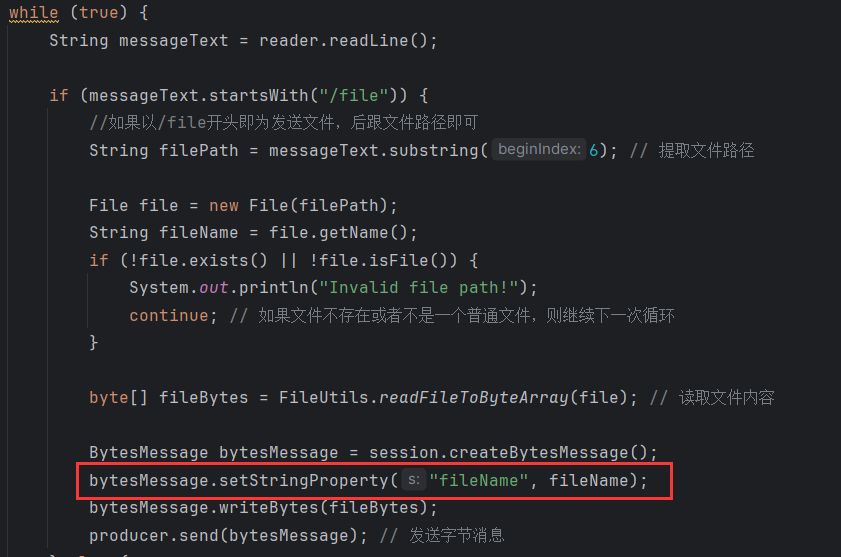 while (true) {
String messageText = reader.readLine();
if (messageText.startsWith("/file")) {
//如果以/file开头即为发送文件，后跟文件路径即可
String filePath = messageText.substring( beginIndex: 6); // 提取文件路径
File file = new File(filePath);
String fileName = file.getName();
if (!file.exists() || !file.isFile()) {
System.out.println("Invalid file path!");
continue; // 如果文件不存在或者不是一个普通文件，则继续下一次循环
}
byte[] fileBytes = FileUtils.readFileToByteArray(file); // 读取文件内容
BytesMessage bytesMessage = session.createBytesMessage();
bytesMessage.setStringProperty( s: "fileName", fileName);
bytesMessage.writeBytes(fileBytes);
producer.send(bytesMessage); // 发送字节消息